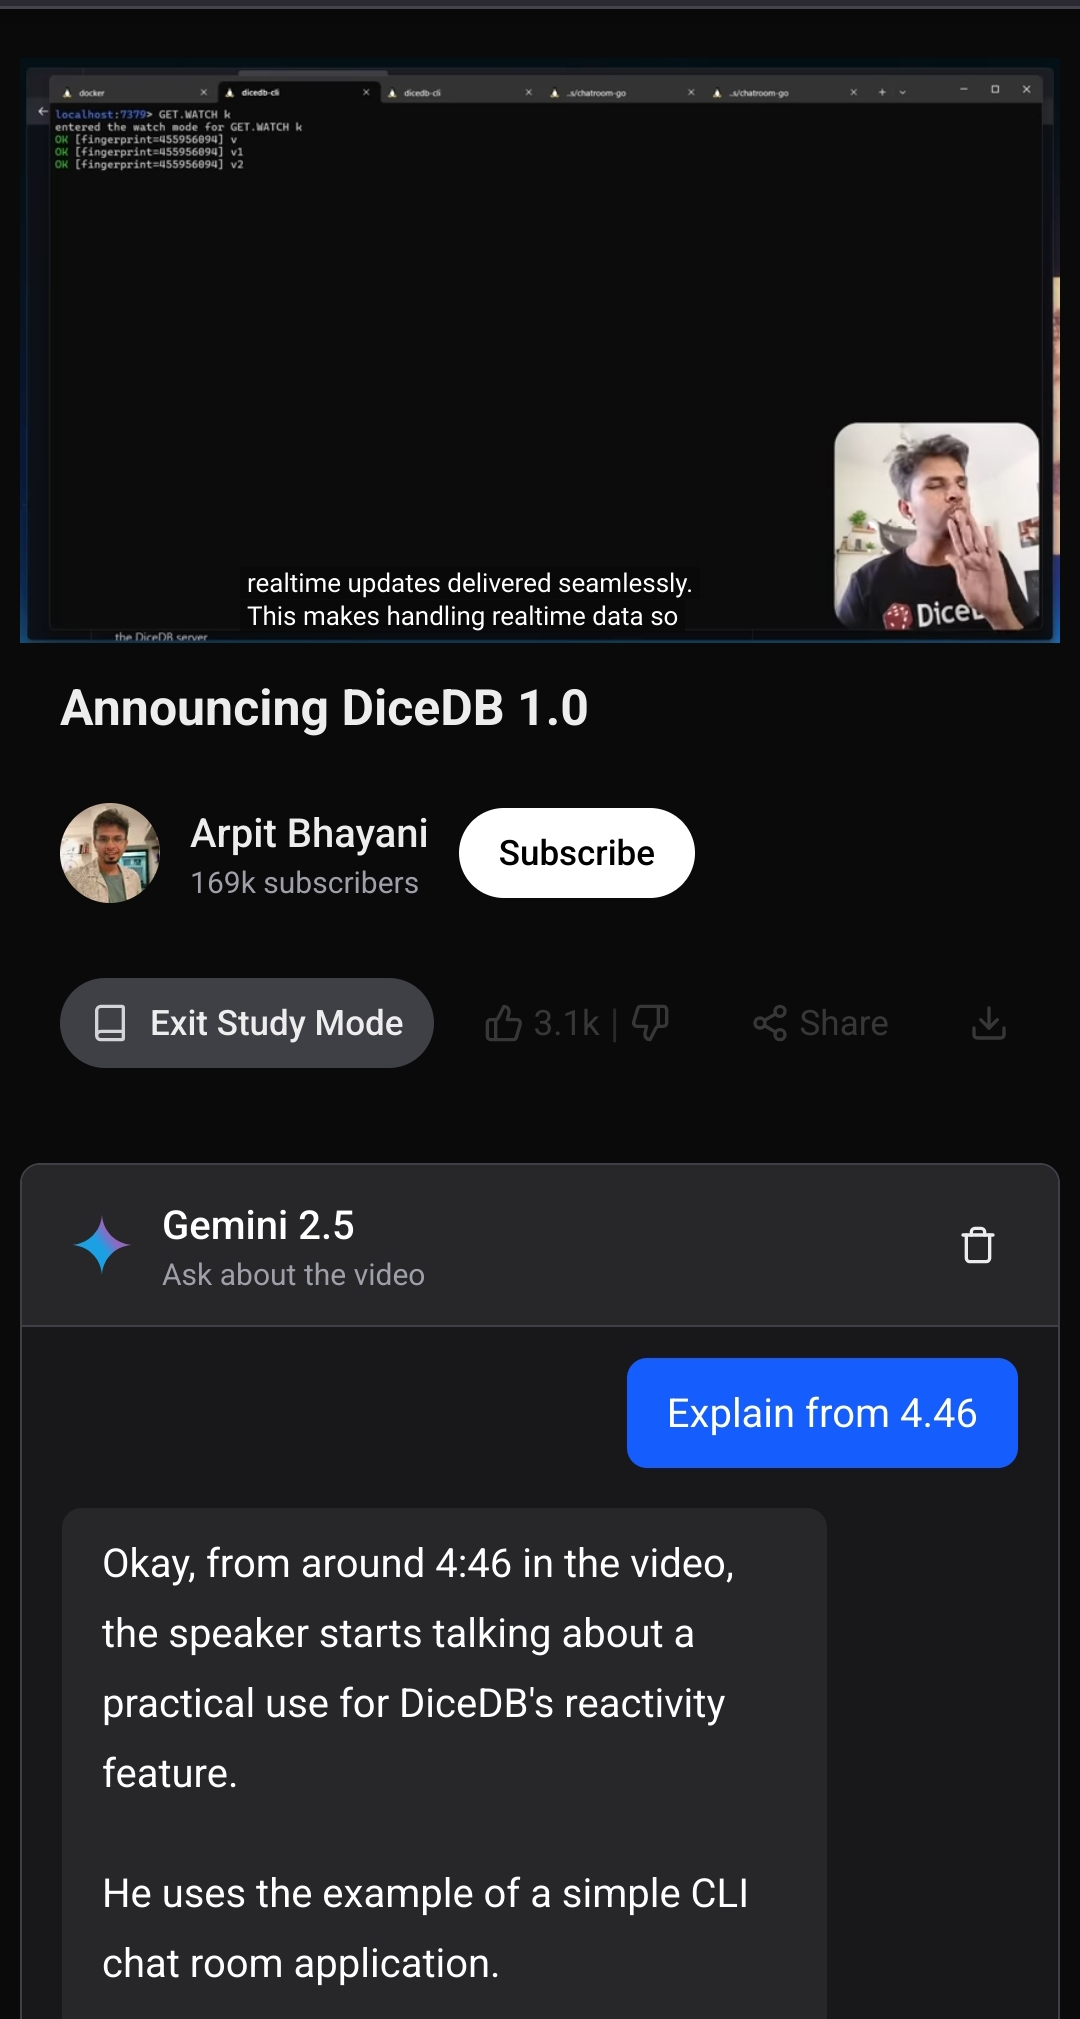 docker
dicedb-cli
dicedb-cli
../chatroom-go
../chatroom-go
localhost:7379> GET.WATCH k
entered the watch mode for GET.WATCH k
OK [fingerprint=455956094] v
OK [fingerprint=455956094] v1
OK [fingerprint=455956094] v2
realtime updates delivered seamlessly.
This makes handling realtime data so
the DiceDB server
Announcing DiceDB 1.0
Arpit Bhayani
169k subscribers
Subscribe
Exit Study Mode
3.1k |
Share
Gemini 2.5
Ask about the video
Explain from 4.46
Okay, from around 4:46 in the video,
the speaker starts talking about a
practical use for DiceDB's reactivity
feature.
He uses the example of a simple CLI
chat room application.